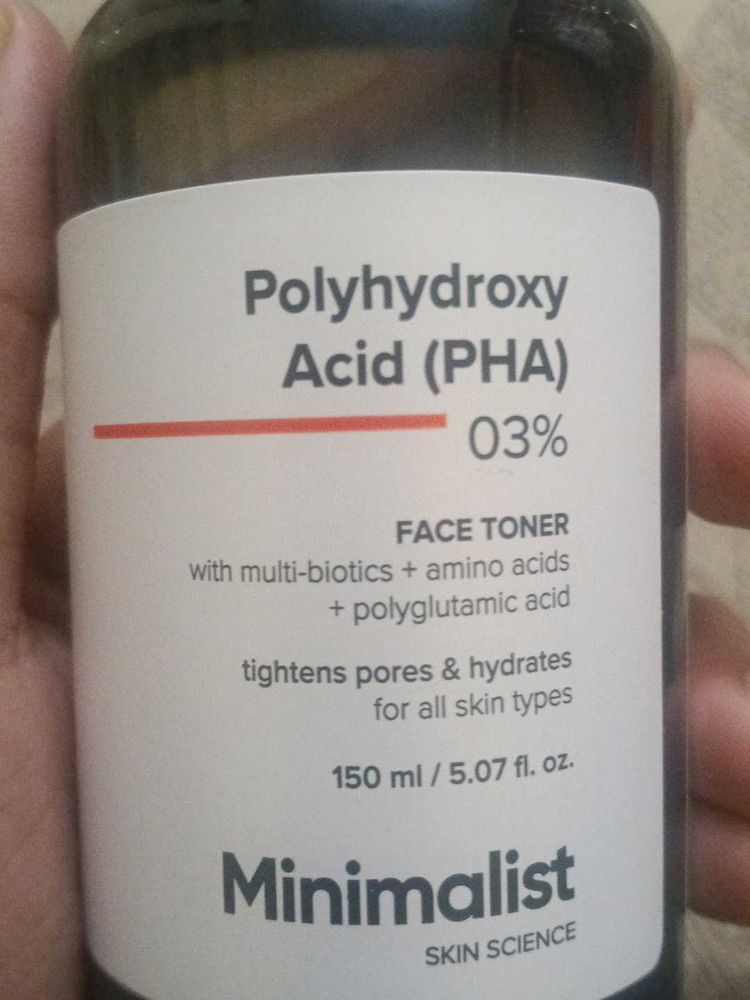 Polyhydroxy
Acid (PHA)
03%
FACE TONER
with multi-biotics + amino acids
+ polyglutamic acid
tightens pores & hydrates
for all skin types
150 ml / 5.07 fl. oz.
Minimalist
SKIN SCIENCE